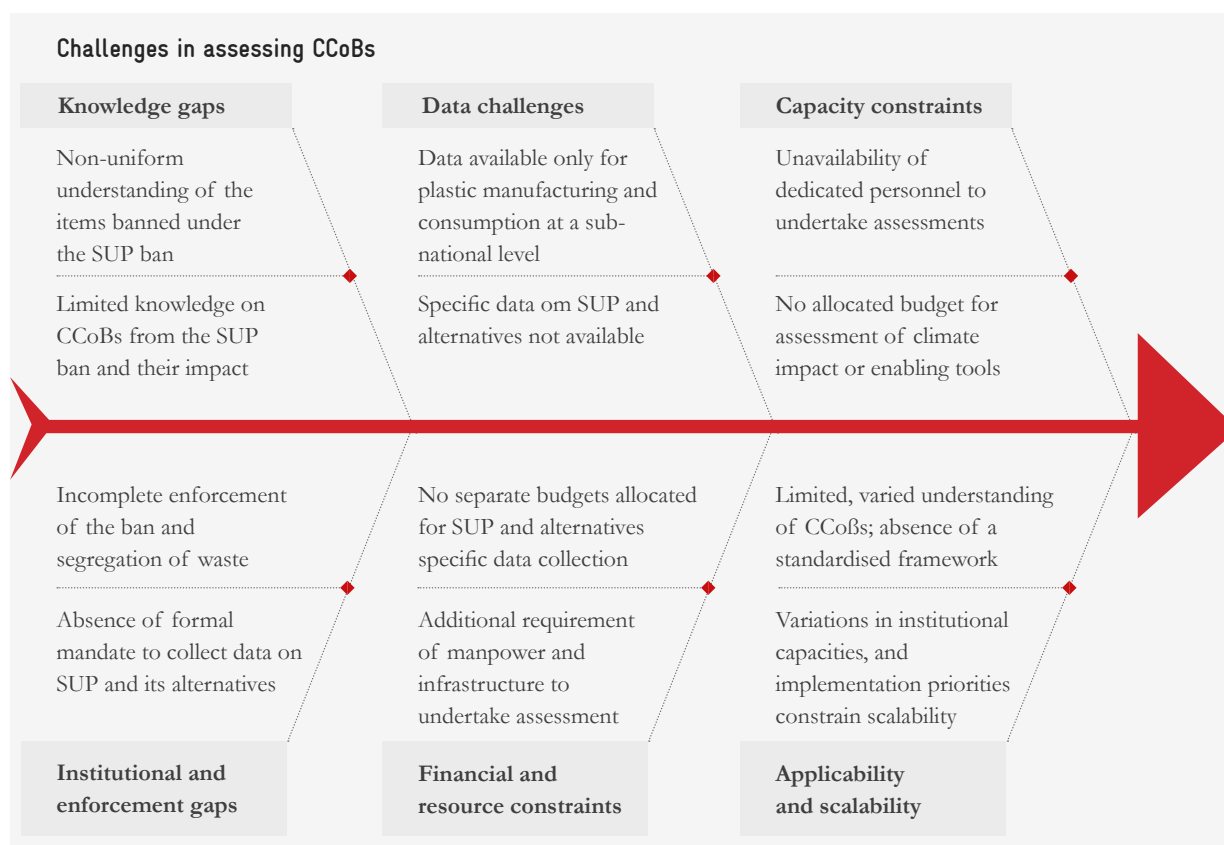 Challenges in assessing CCoBs
Knowledge gaps
Non-uniform
understanding of the
items banned under
the SUP ban
Limited knowledge on
CCoBs from the SUP
ban and their impact
Data challenges
Data available only for
plastic manufacturing and
consumption at a sub-
national level
Specific data om SUP and
alternatives not available
Capacity constraints
Unavailability of
dedicated personnel to
undertake assessments
No allocated budget for
assessment of climate
impact or enabling tools
Incomplete enforcement
of the ban and
segregation of waste
Absence of formal
mandate to collect data on
SUP and its alternatives
Institutional and
enforcement gaps
No separate budgets allocated
for SUP and alternatives
specific data collection
Additional requirement
of manpower and
infrastructure to
undertake assessment
Financial and
resource constraints
Limited, varied understanding
of CCoßs; absence of a
standardised framework
Variations in institutional
capacities, and
implementation priorities
constrain scalability
Applicability
and scalability